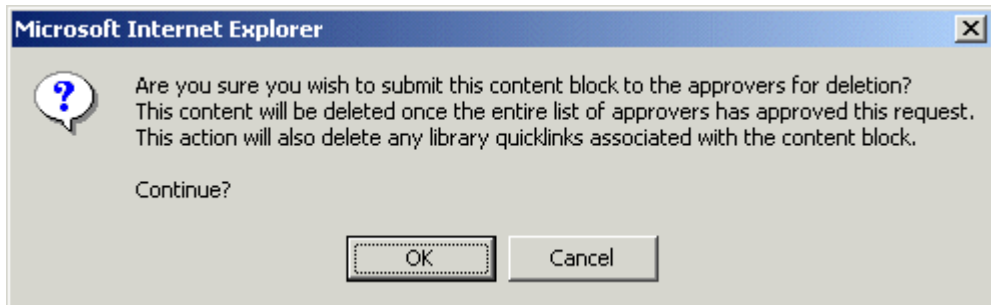 Microsoft Internet Explorer
Are you sure you wish to submit this content block to the approvers for deletion?
This content will be deleted once the entire list of approvers has approved this request.
This action will also delete any library quicklinks associated with the content block.
Continue?
OK
Cancel